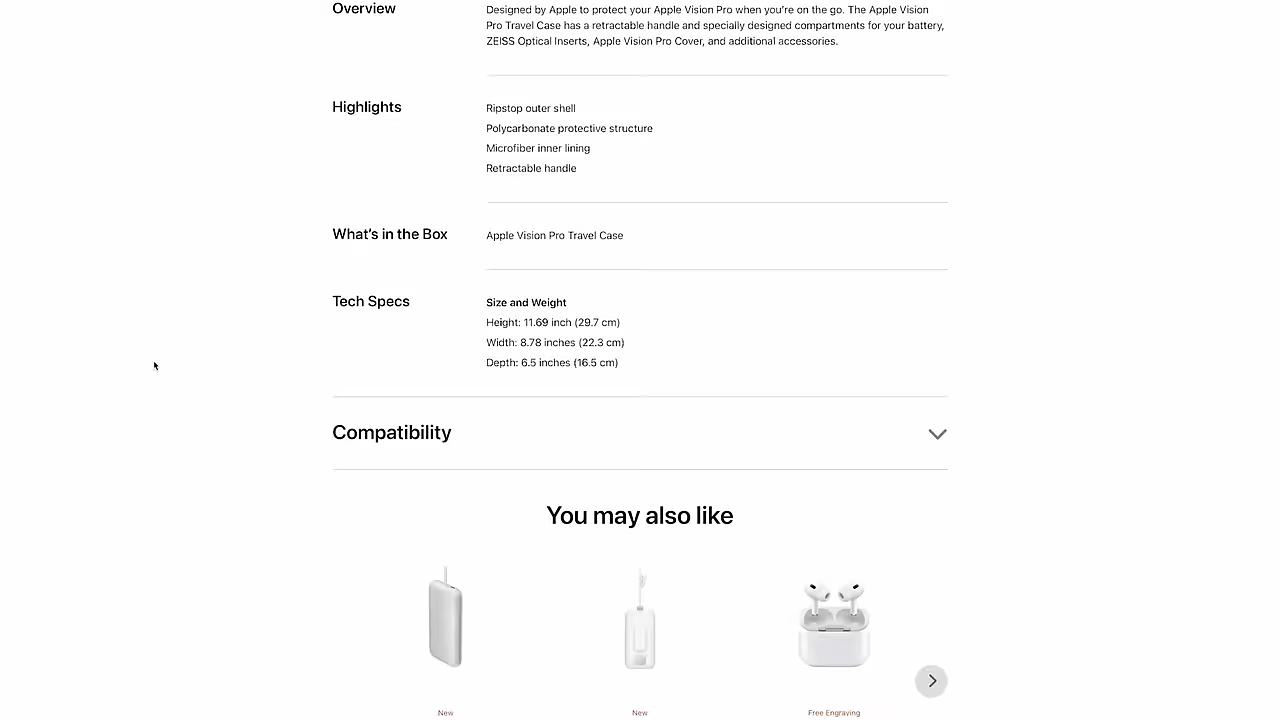 Overview
Designed by Apple to protect your Apple Vision Pro when you're on the go. The Apple Vision
Pro Travel Case has a retractable handle and specially designed compartments for your battery,
ZEISS Optical Inserts, Apple Vision Pro Cover, and additional accessories.
Highlights
Ripstop outer shell
Polycarbonate protective structure
Microfiber inner lining
Retractable handle
What's in the Box
Apple Vision Pro Travel Case
Tech Specs
Size and Weight
Height: 11.69 inch (29.7 cm)
Width: 8.78 inches (22.3 cm)
Depth: 6.5 inches (16.5 cm)
Compatibility
You may also like
New
New
Free Engraving